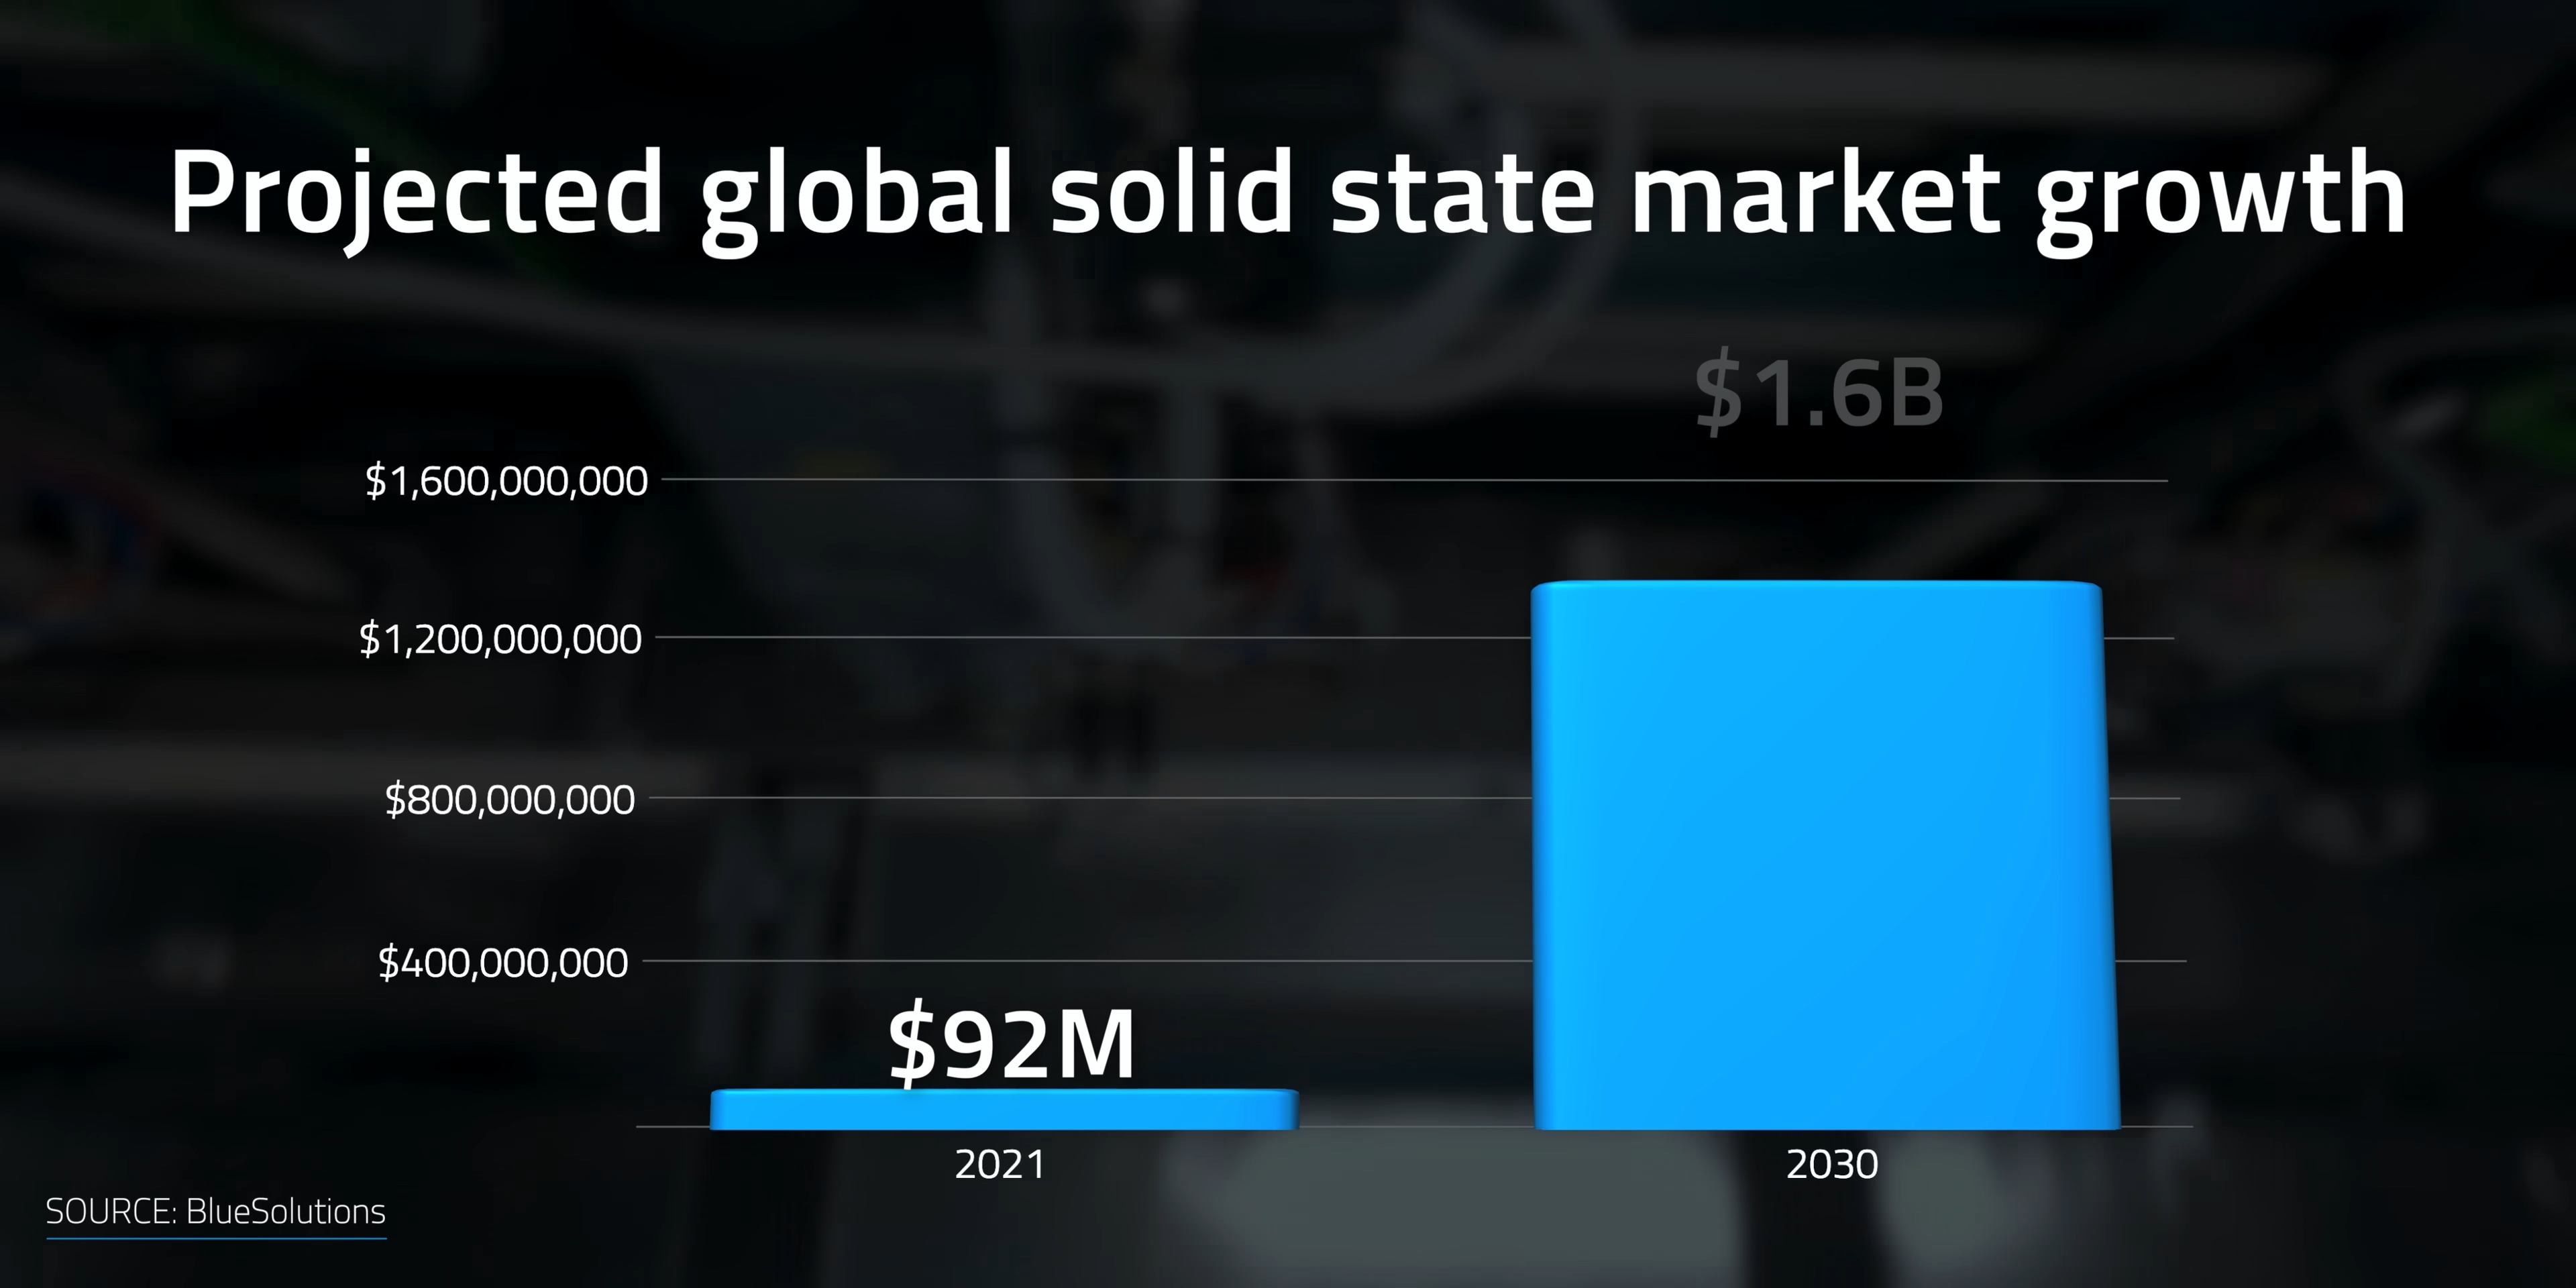 Projected global solid state market growth
$1.6B
$1,600,000,000
$1,200,000,000
$800,000,000
$400,000,000
$92M
2021
2030
SOURCE: BlueSolutions